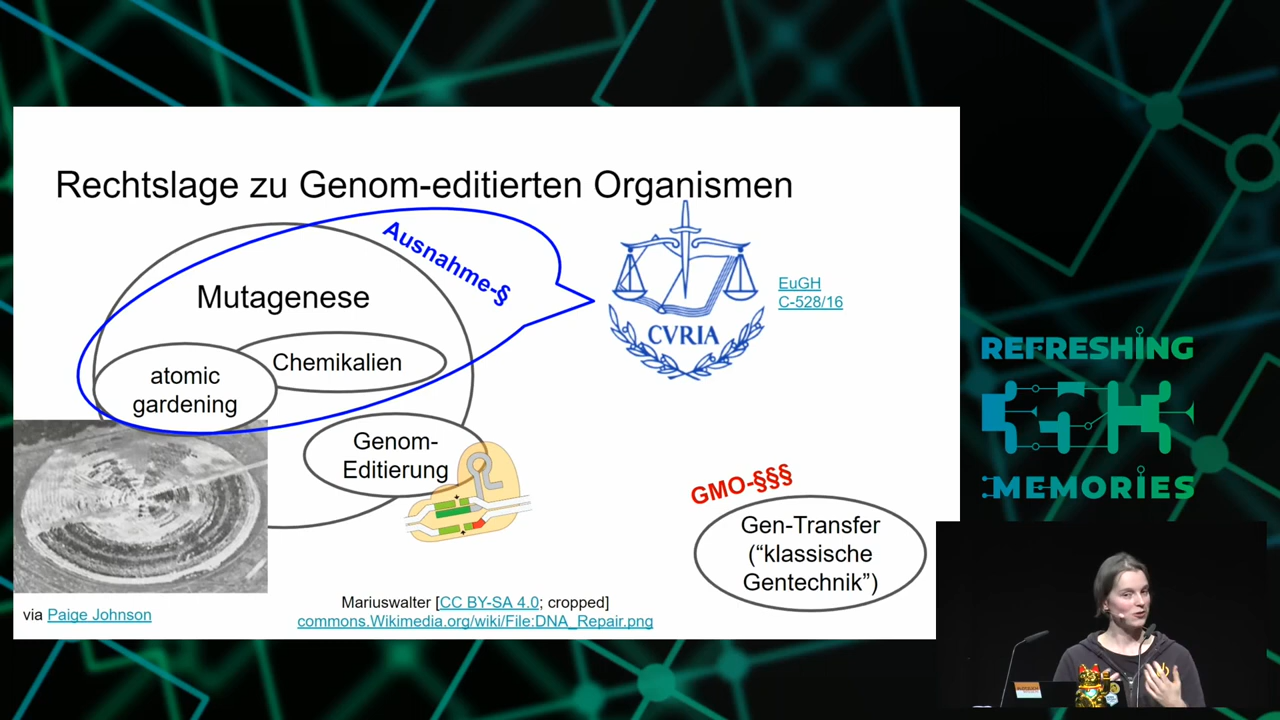 Rechtslage zu Genom-editierten Organismen
Ausnahme-§
Mutagenese
CVRIA
EuGH
C-528/16
Chemikalien
atomic
gardening
Genom-
Editierung
GMO-§§§
Gen-Transfer
(“klassische
Gentechnik”)
via Paige Johnson
Mariuswalter [CC BY-SA 4.0; cropped]
commons.Wikimedia.org/wiki/File:DNA_Repair.png
REFRESHING
MEMORIES